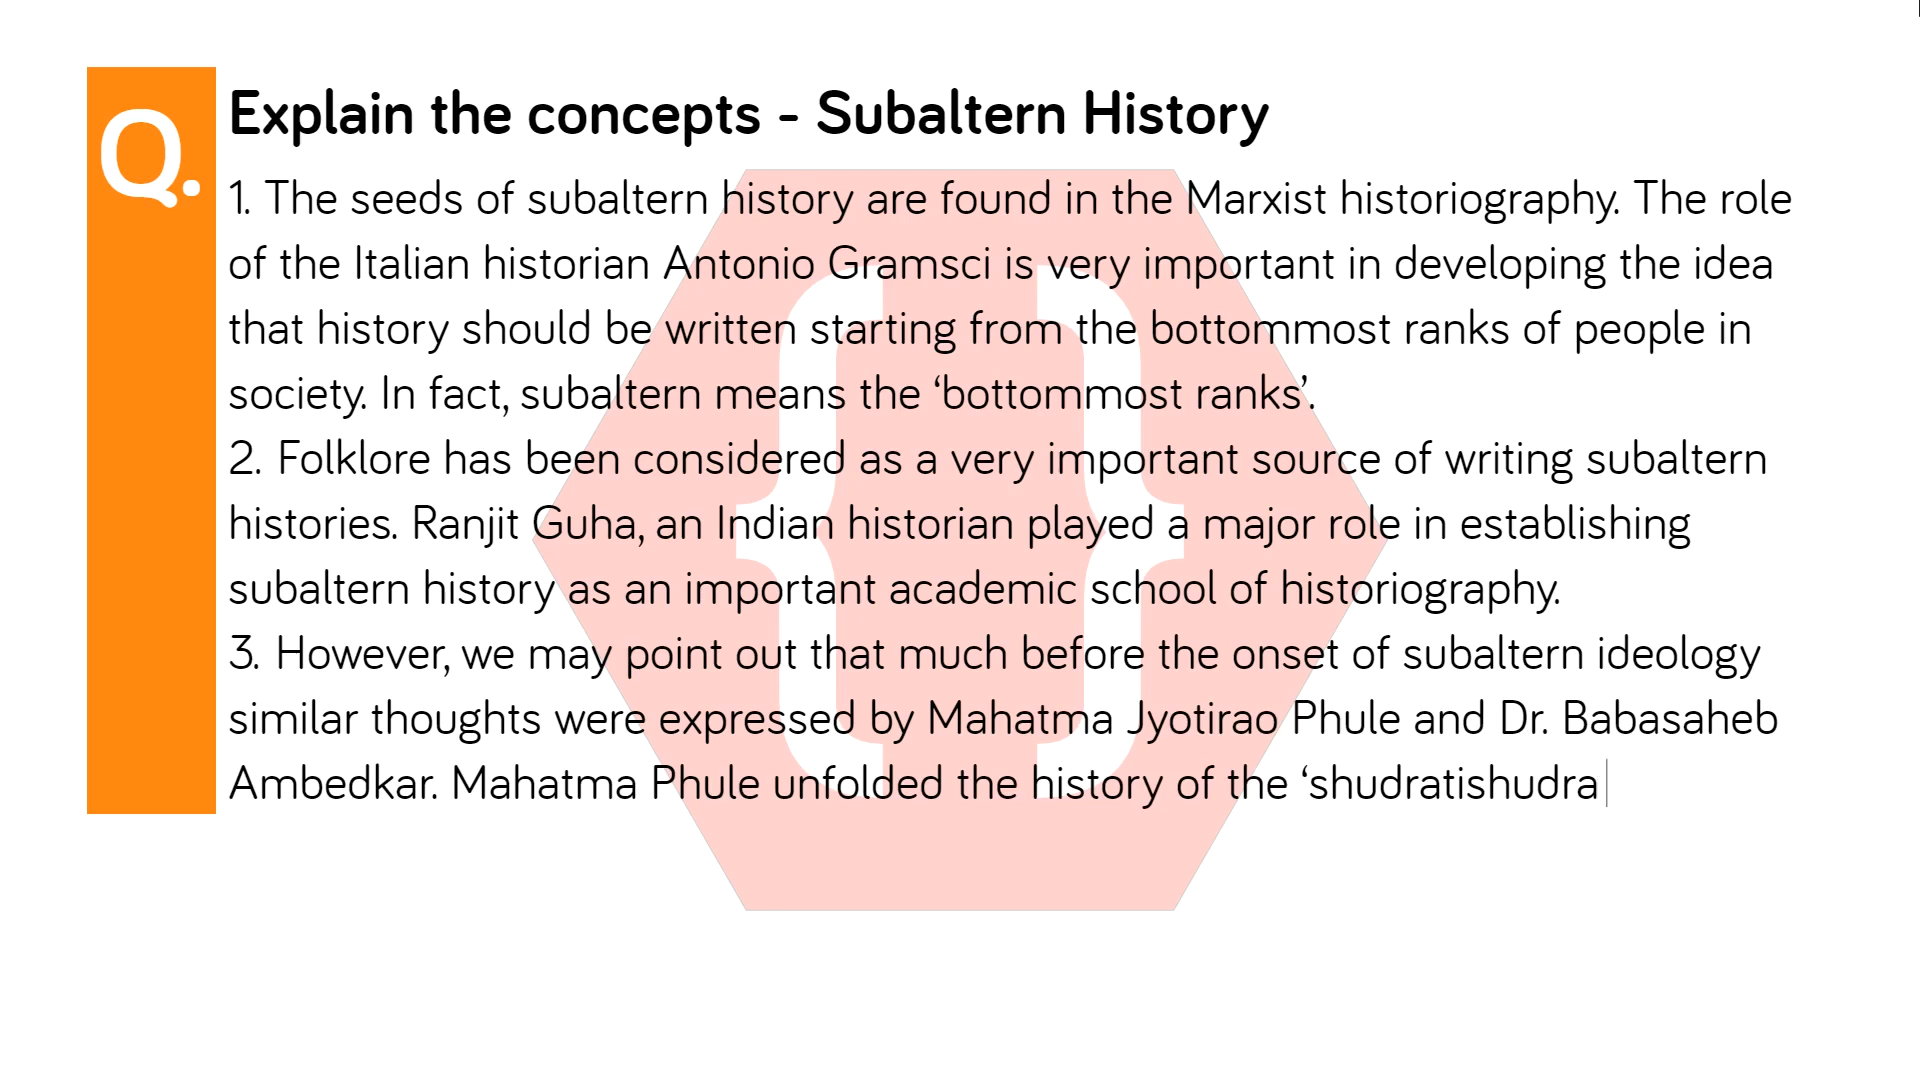 Q.
Explain the concepts - Subaltern History
1. The seeds of subaltern history are found in the Marxist historiography. The role
of the Italian historian Antonio Gramsci is very important in developing the idea
that history should be written starting from the bottommost ranks of people in
society. In fact, subaltern means the ‘bottommost ranks’.
2. Folklore has been considered as a very important source of writing subaltern
histories. Ranjit Guha, an Indian historian played a major role in establishing
subaltern history as an important academic school of historiography.
3. However, we may point out that much before the onset of subaltern ideology
similar thoughts were expressed by Mahatma Jyotirao Phule and Dr. Babasaheb
Ambedkar. Mahatma Phule unfolded the history of the ‘shudratishudra